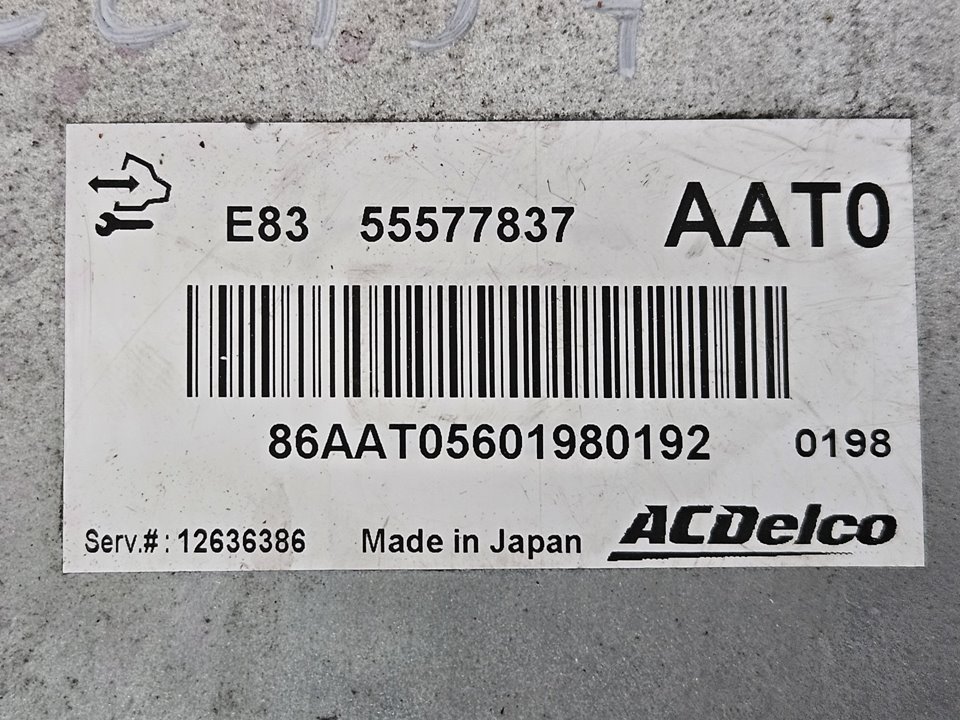 E83 55577837 AAT0
86AAT05601980192 0198
Serv.#: 12636386 Made in Japan ACDelco